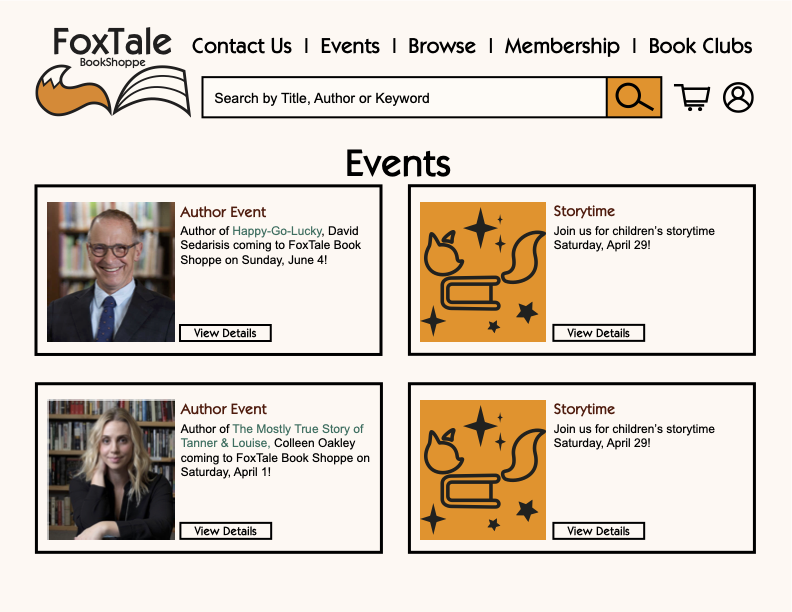 FoxTale
BookShoppe
Contact Us | Events | Browse | Membership | Book Clubs
Search by Title, Author or Keyword
Events
Author Event
Author of Happy-Go-Lucky, David
Sedarisis coming to FoxTale Book
Shoppe on Sunday, June 4!
View Details
Storytime
Join us for children's storytime
Saturday, April 29!
View Details
Author Event
Author of The Mostly True Story of
Tanner & Louise, Colleen Oakley
coming to FoxTale Book Shoppe on
Saturday, April 1!
View Details
Storytime
Join us for children's storytime
Saturday, April 29!
View Details